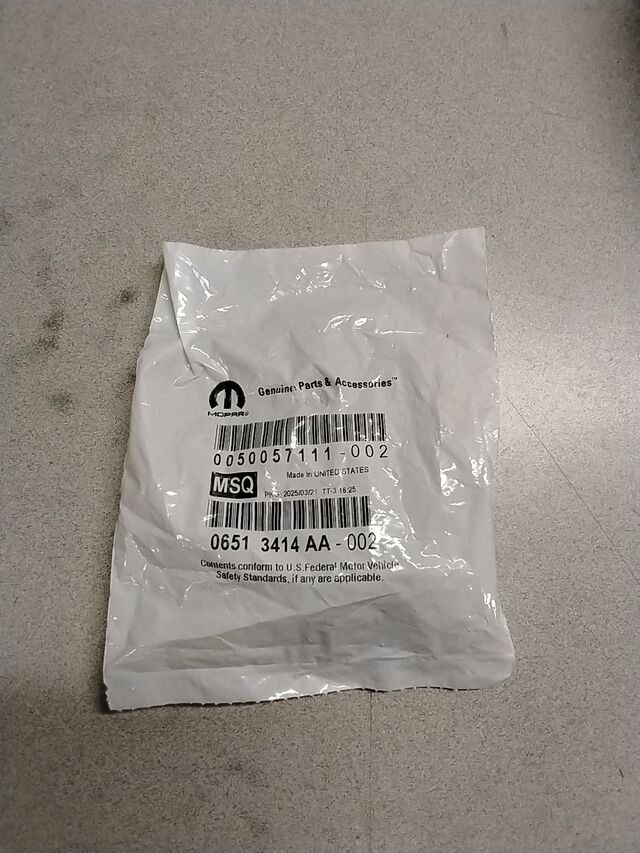 Genuine Parts & Accessories™
MOPAR®
0050057111-002
Made In UNITED STATES
MSQ
PKG 2025/03/21 TT-3 16:25
0651 3414 AA - 002
Contents conform to U.S.Federal Motor Vehicle
Safety Standards, if any are applicable.